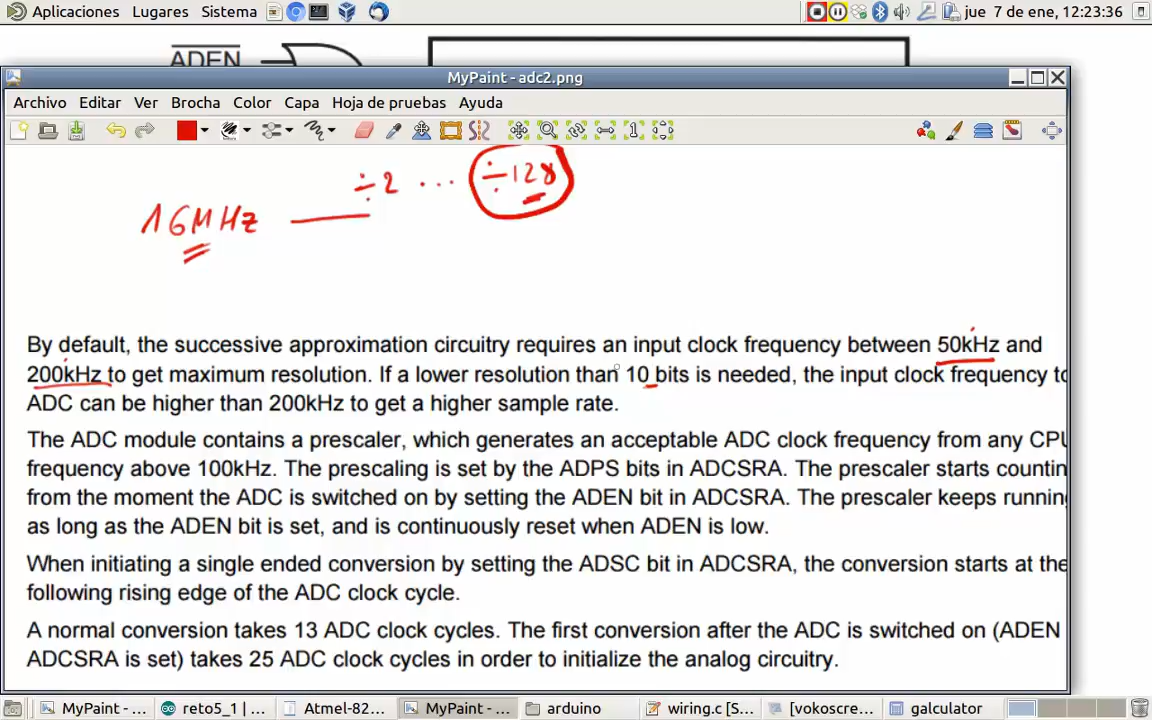 Aplicaciones Lugares Sistema jue 7 de ene, 12:23:36
ADEN
MyPaint - adc2.png
Archivo Editar Ver Brocha Color Capa Hoja de pruebas Ayuda
÷2 ... ÷128
16MHz
By default, the successive approximation circuitry requires an input clock frequency between 50kHz and
200kHz to get maximum resolution. If a lower resolution than 10 bits is needed, the input clock frequency to
ADC can be higher than 200kHz to get a higher sample rate.
The ADC module contains a prescaler, which generates an acceptable ADC clock frequency from any CPU
frequency above 100kHz. The prescaling is set by the ADPS bits in ADCSRA. The prescaler starts countin
from the moment the ADC is switched on by setting the ADEN bit in ADCSRA. The prescaler keeps running
as long as the ADEN bit is set, and is continuously reset when ADEN is low.
When initiating a single ended conversion by setting the ADSC bit in ADCSRA, the conversion starts at the
following rising edge of the ADC clock cycle.
A normal conversion takes 13 ADC clock cycles. The first conversion after the ADC is switched on (ADEN
ADCSRA is set) takes 25 ADC clock cycles in order to initialize the analog circuitry.
MyPaint - ... reto5_1 | ... Atmel-82... MyPaint - ... arduino wiring.c [S... [vokoscre... galculator